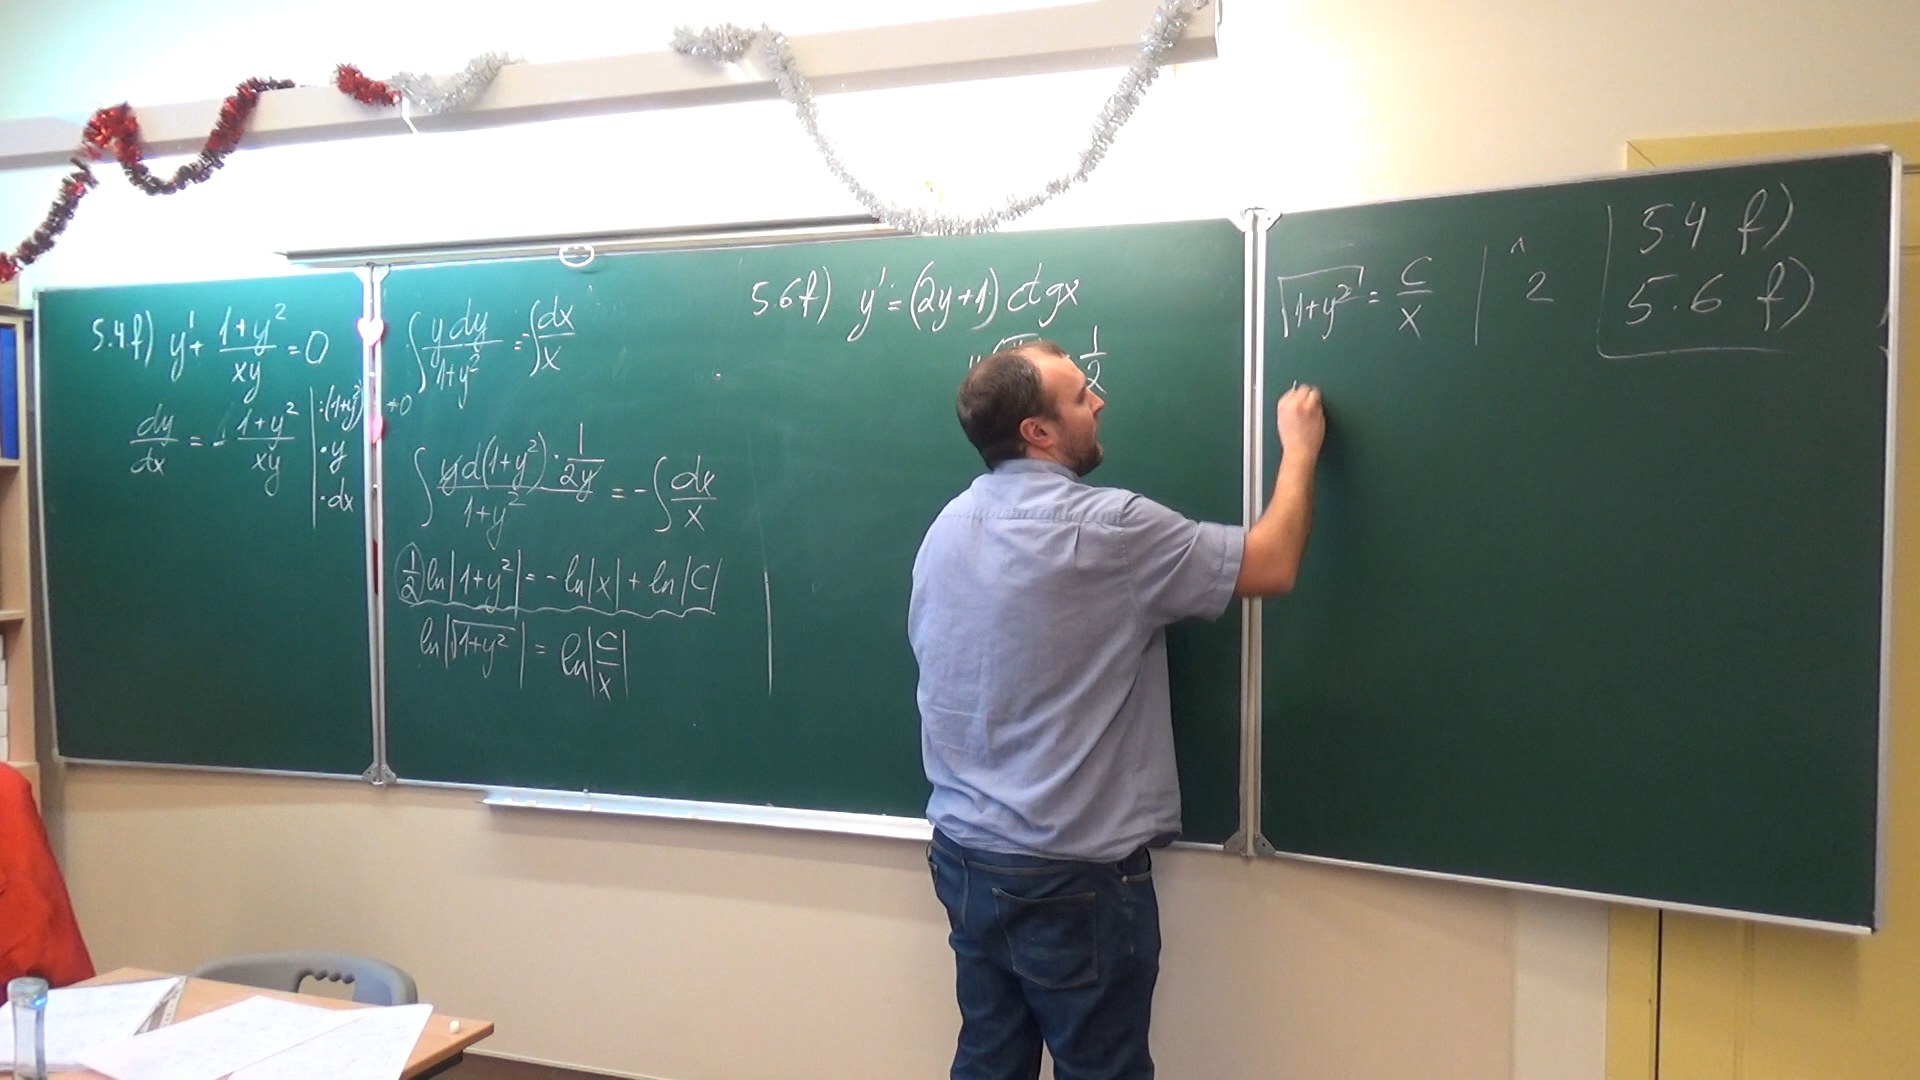 5.4.f) y' + (1+y²)/(xy) = 0
dy/dx = - (1+y²)/(xy) | :(1+y²) ≠0
·y
·dx
∫ y dy/(1+y²) = -∫ dx/x
∫ y d(1+y²) · 1/(2y) / (1+y²) = - ∫ dx/x
1/2 ln|1+y²| = - ln|x| + ln|C|
ln|√(1+y²)| = ln|C/x|
5.6f) y' = (2y+1) ctgx
1/2
√(1+y²) = C/x | ^2
5.4 f)
5.6 f)